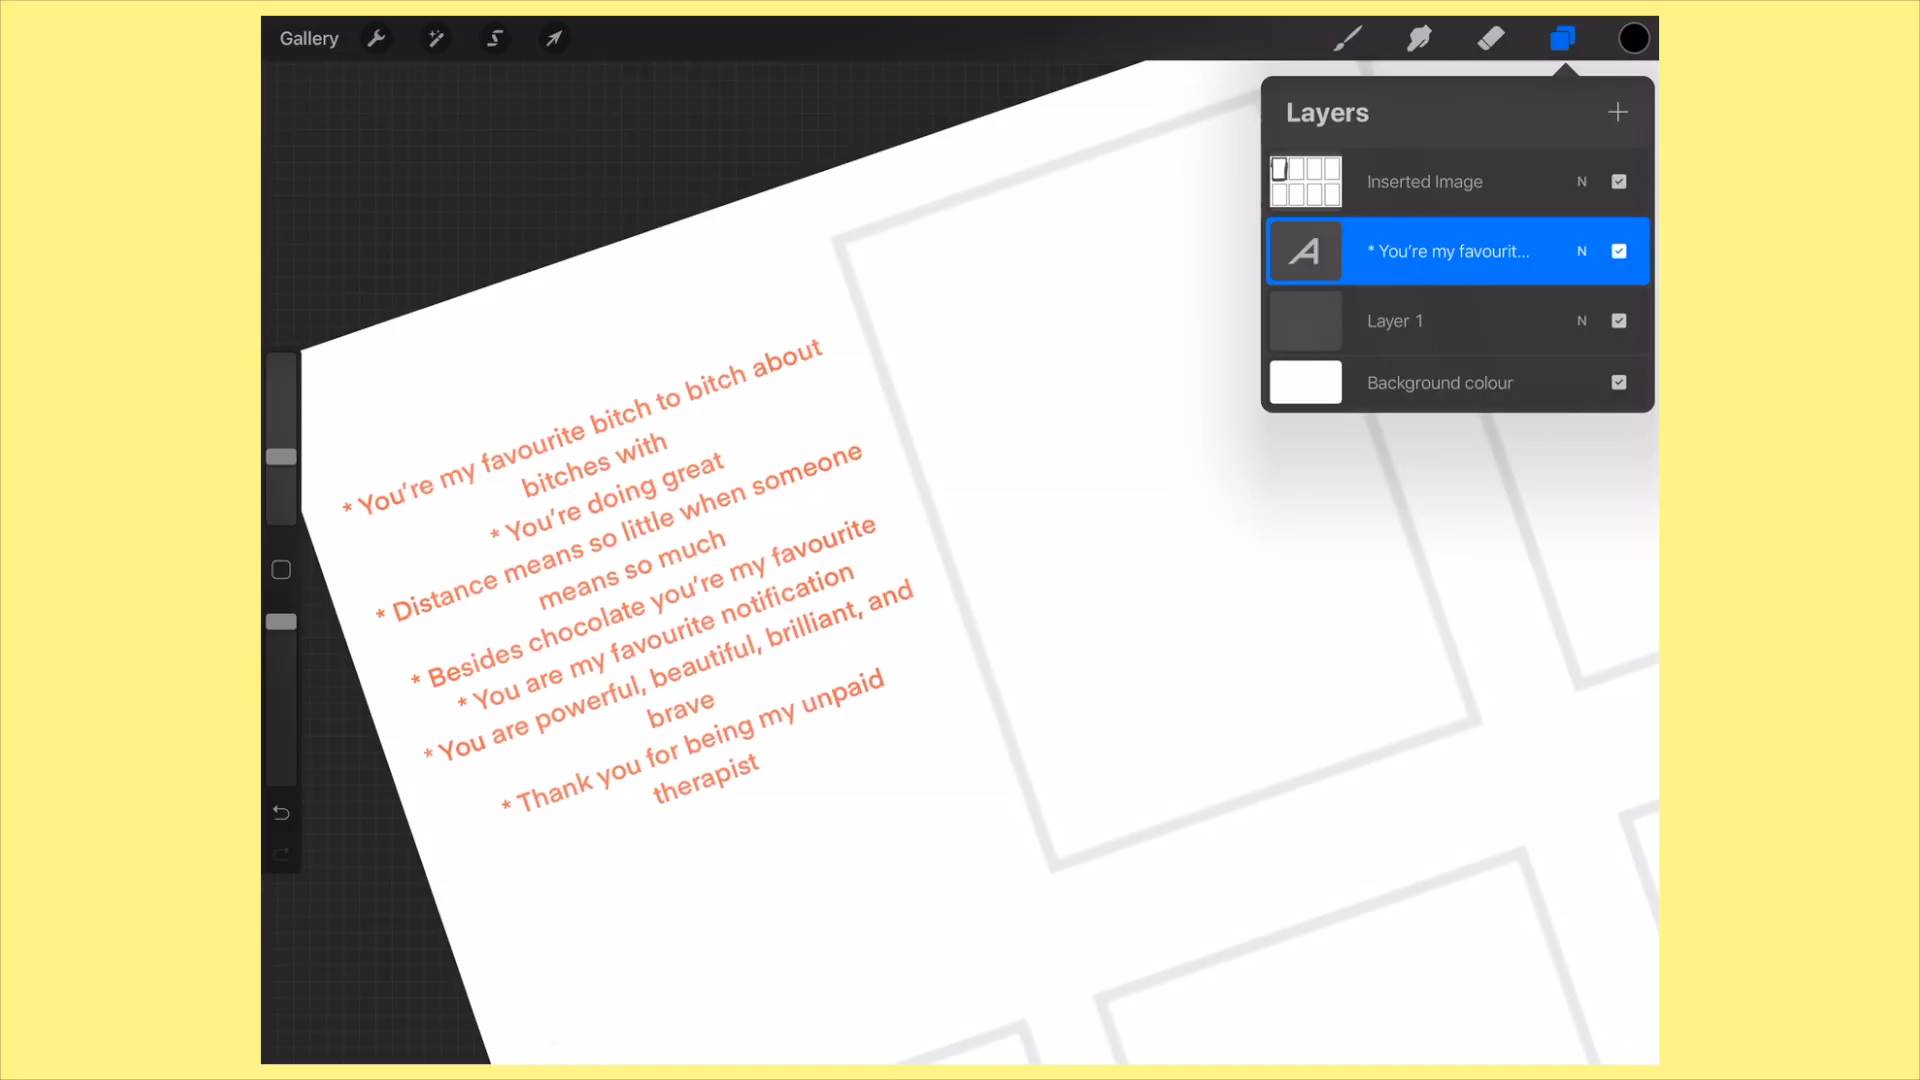 Gallery
Layers
Inserted Image N
* You're my favourit... N
Layer 1 N
Background colour
* You're my favourite bitch to bitch about
bitches with
* You're doing great
* Distance means so little when someone
means so much
* Besides chocolate you're my favourite
* You are my favourite notification
* You are powerful, beautiful, brilliant, and
brave
* Thank you for being my unpaid
therapist